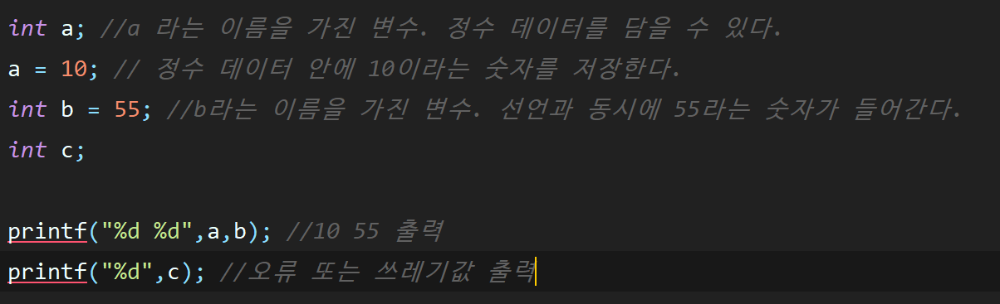 int a; //a 라는 이름을 가진 변수. 정수 데이터를 담을 수 있다.
a = 10; // 정수 데이터 안에 10이라는 숫자를 저장한다.
int b = 55; //b라는 이름을 가진 변수. 선언과 동시에 55라는 숫자가 들어간다.
int c;
printf("%d %d",a,b); //10 55 출력
printf("%d",c); //오류 또는 쓰레기값 출력